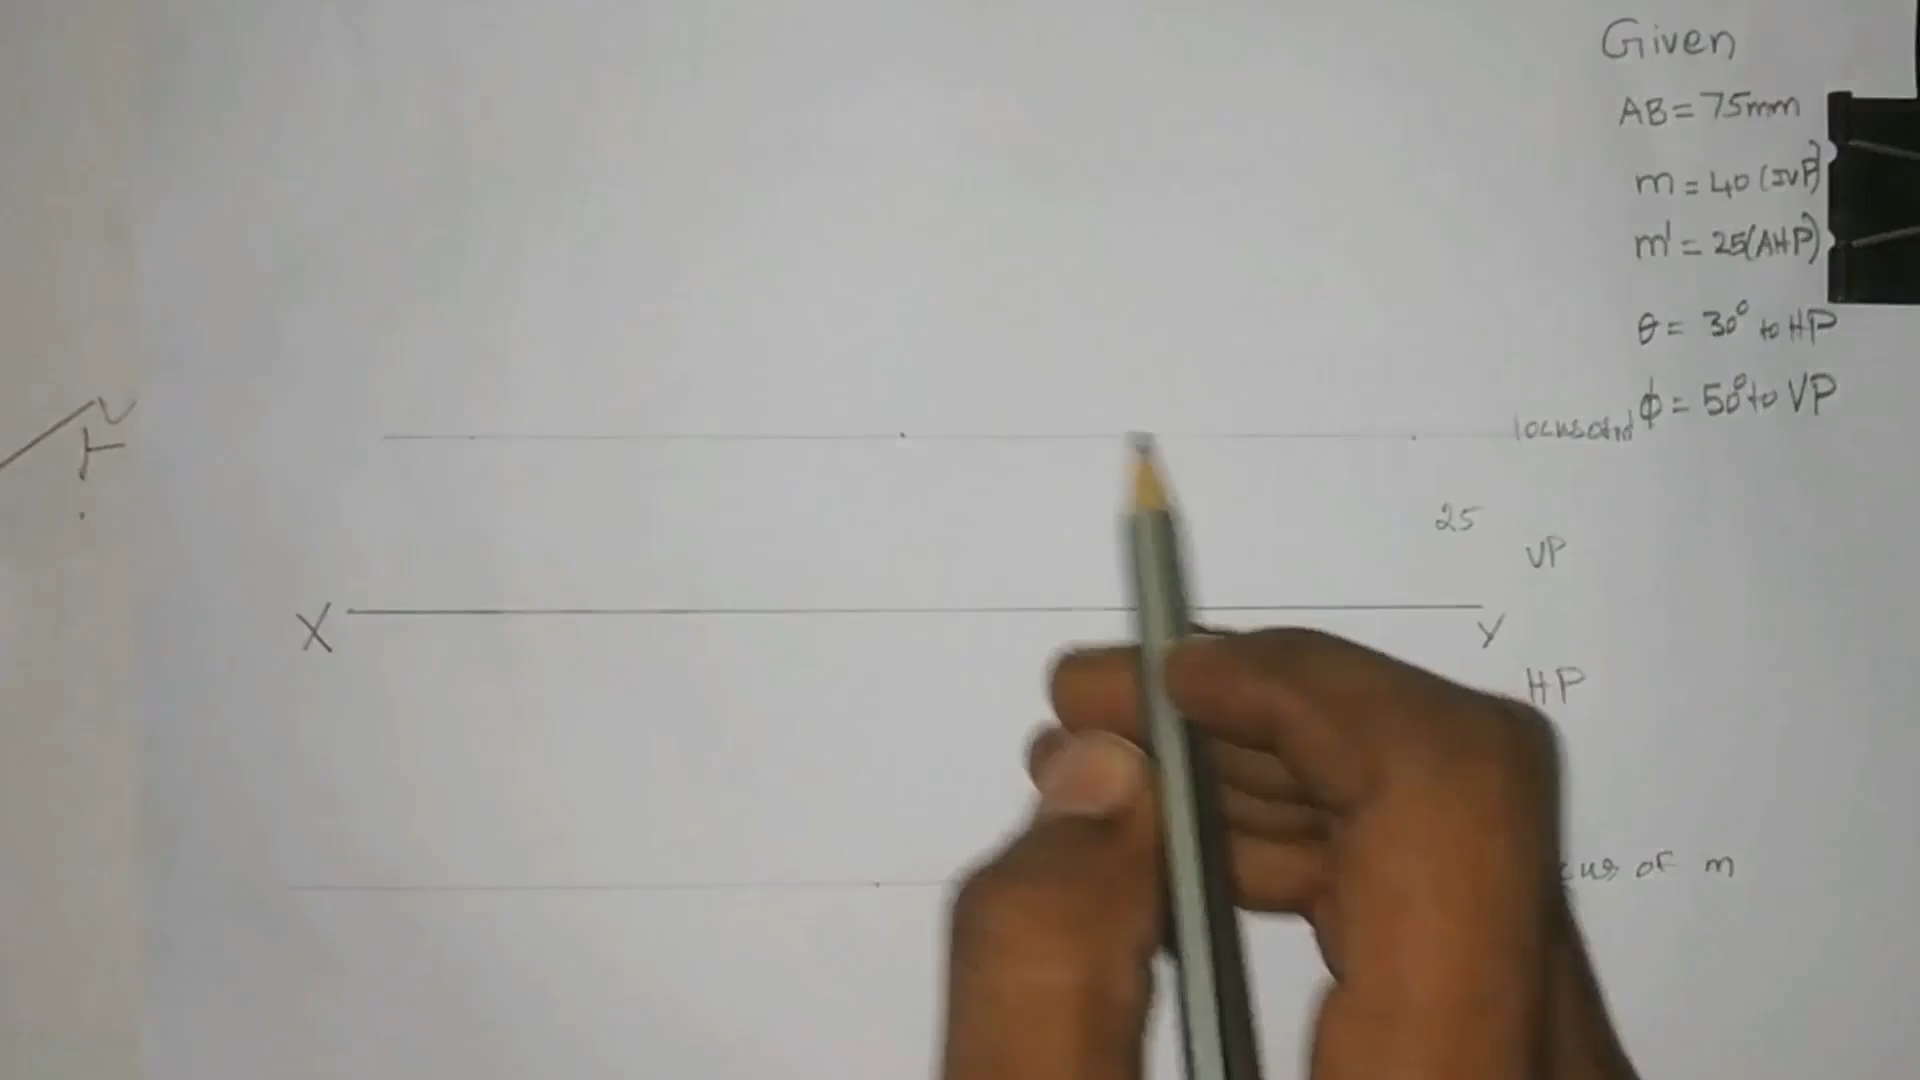 Given
AB = 75mm
m = 40 (IVP)
m' = 25(AHP)
θ = 30° to HP
ϕ = 50° to VP
locus of m'
25
VP
X
Y
HP
cus of m